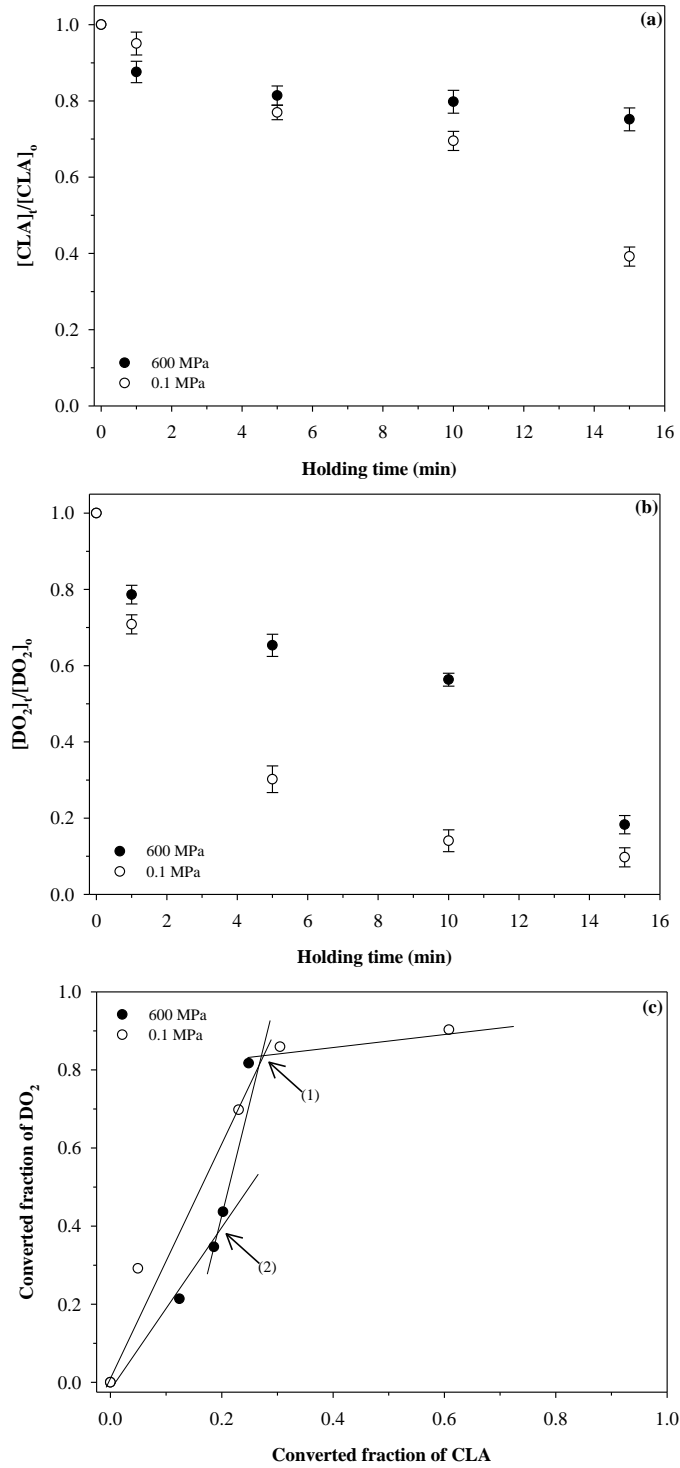 (a)
1.0
0.8
0.6
0.4
0.2
0.0
[CLA]t/[CLA]o
600 MPa
0.1 MPa
0 2 4 6 8 10 12 14 16
Holding time (min)
(b)
1.0
0.8
0.6
0.4
0.2
0.0
[DO2]t/[DO2]o
600 MPa
0.1 MPa
0 2 4 6 8 10 12 14 16
Holding time (min)
(c)
1.0
0.8
0.6
0.4
0.2
0.0
Converted fraction of DO2
600 MPa
0.1 MPa
(1)
(2)
0.0 0.2 0.4 0.6 0.8 1.0
Converted fraction of CLA